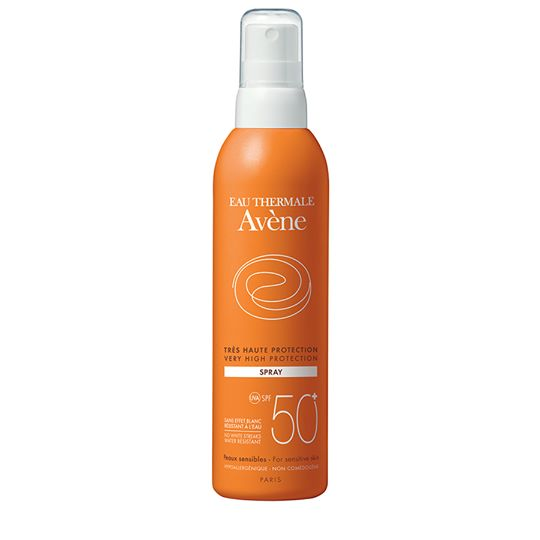 EAU THERMALE
Avène
TRÈS HAUTE PROTECTION
VERY HIGH PROTECTION
SPRAY
UVA SPF 50+
SANS EFFET BLANC
RÉSISTANT À L'EAU
NO WHITE STREAKS
WATER RESISTANT
Peaux sensibles - For sensitive skin
HYPOALLERGÉNIQUE - NON COMÉDOGÈNE
PARIS